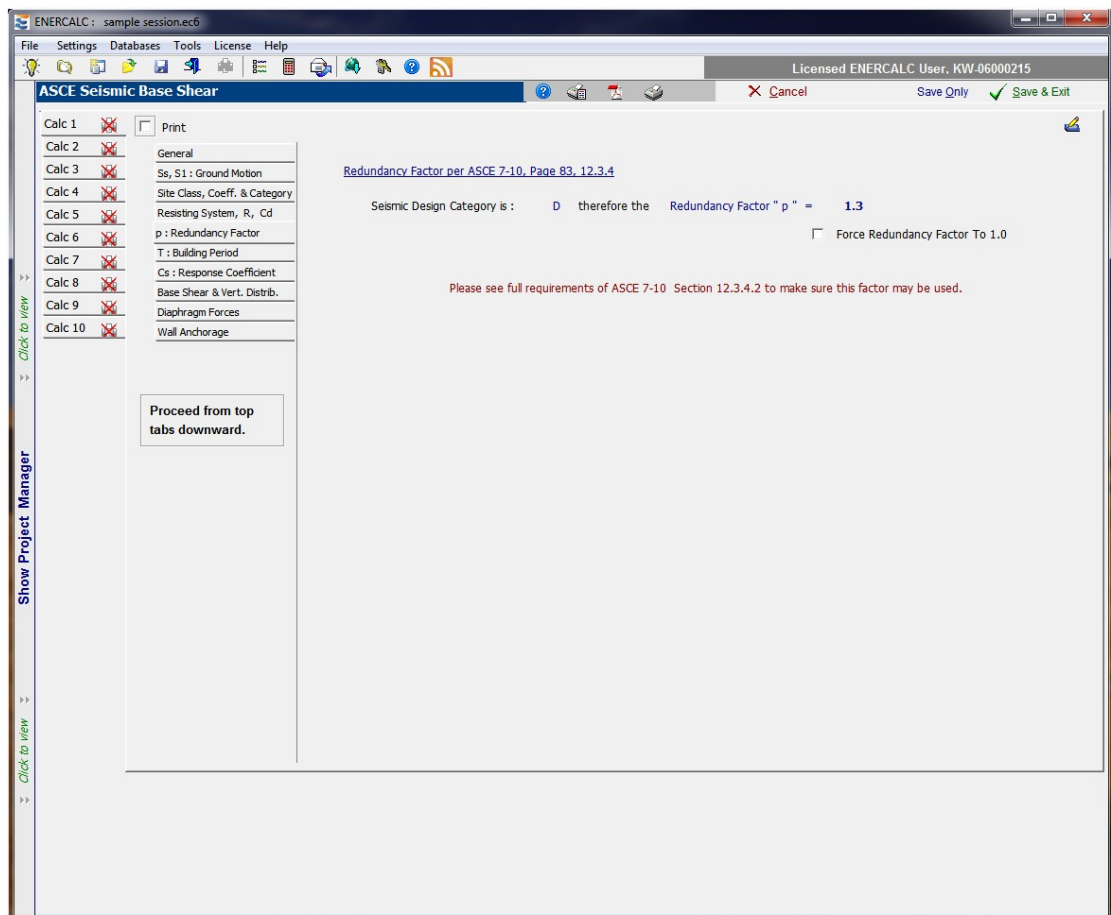 ENERCALC : sample session.ec6
File Settings Databases Tools License Help
Licensed ENERCALC User, KW-06000215
ASCE Seismic Base Shear
Cancel Save Only Save & Exit
Calc 1
Calc 2
Calc 3
Calc 4
Calc 5
Calc 6
Calc 7
Calc 8
Calc 9
Calc 10
Print
General
Ss, S1 : Ground Motion
Site Class, Coeff. & Category
Resisting System, R, Cd
p : Redundancy Factor
T : Building Period
Cs : Response Coefficient
Base Shear & Vert. Distrib.
Diaphragm Forces
Wall Anchorage
Proceed from top
tabs downward.
Redundancy Factor per ASCE 7-10, Page 83, 12.3.4
Seismic Design Category is : D therefore the Redundancy Factor " p " = 1.3
Force Redundancy Factor To 1.0
Please see full requirements of ASCE 7-10 Section 12.3.4.2 to make sure this factor may be used.
Click to view
Show Project Manager
Click to view